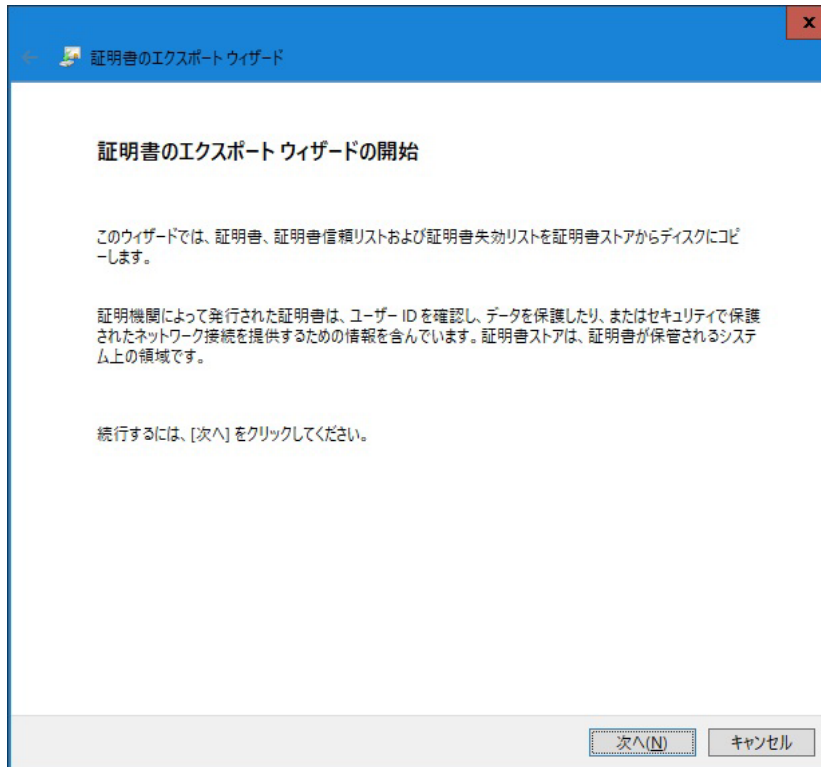 証明書のエクスポート ウィザード
証明書のエクスポート ウィザードの開始
このウィザードでは、証明書、証明書信頼リストおよび証明書失効リストを証明書ストアからディスクにコピ
ーします。
証明機関によって発行された証明書は、ユーザー ID を確認し、データを保護したり、またはセキュリティで保護
されたネットワーク接続を提供するための情報を含んでいます。証明書ストアは、証明書が保管されるシステ
ム上の領域です。
続行するには、[次へ] をクリックしてください。
次へ(N)
キャンセル